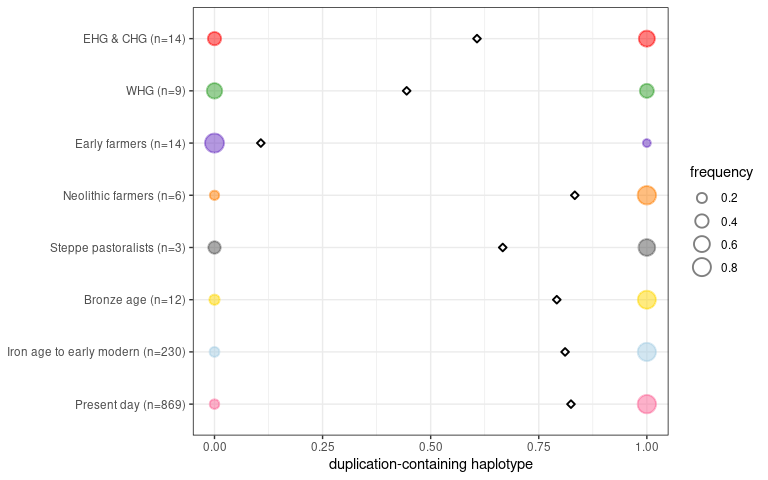 EHG & CHG (n=14)
WHG (n=9)
Early farmers (n=14)
Neolithic farmers (n=6)
Steppe pastoralists (n=3)
Bronze age (n=12)
Iron age to early modern (n=230)
Present day (n=869)
0.00 0.25 0.50 0.75 1.00
duplication-containing haplotype
frequency
0.2
0.4
0.6
0.8